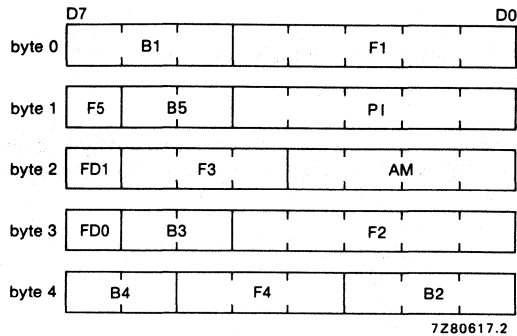 D7 D0
byte 0 B1 F1
byte 1 F5 B5 PI
byte 2 FD1 F3 AM
byte 3 FD0 B3 F2
byte 4 B4 F4 B2
7Z80617.2